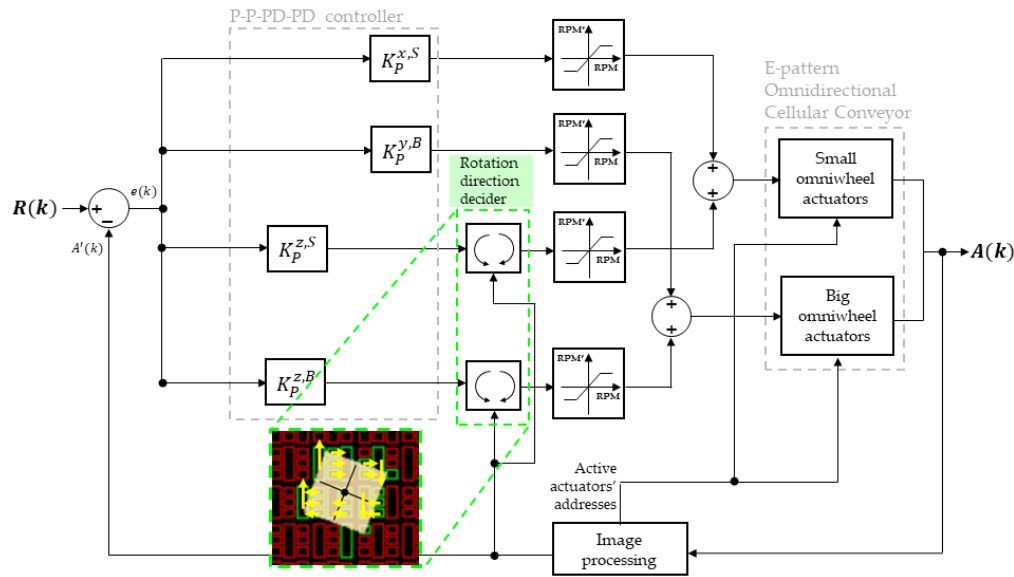 P-P-PD-PD controller
K_P^{x,S}
RPM'
RPM
E-pattern
Omnidirectional
Cellular Conveyor
K_P^{y,B}
RPM'
RPM
Rotation
direction
decider
+
+
Small
omniwheel
actuators
R(k)
+
−
e(k)
A'(k)
K_P^{z,S}
RPM'
RPM
A(k)
Big
omniwheel
actuators
+
+
K_P^{z,B}
RPM'
RPM
Active
actuators'
addresses
Image
processing